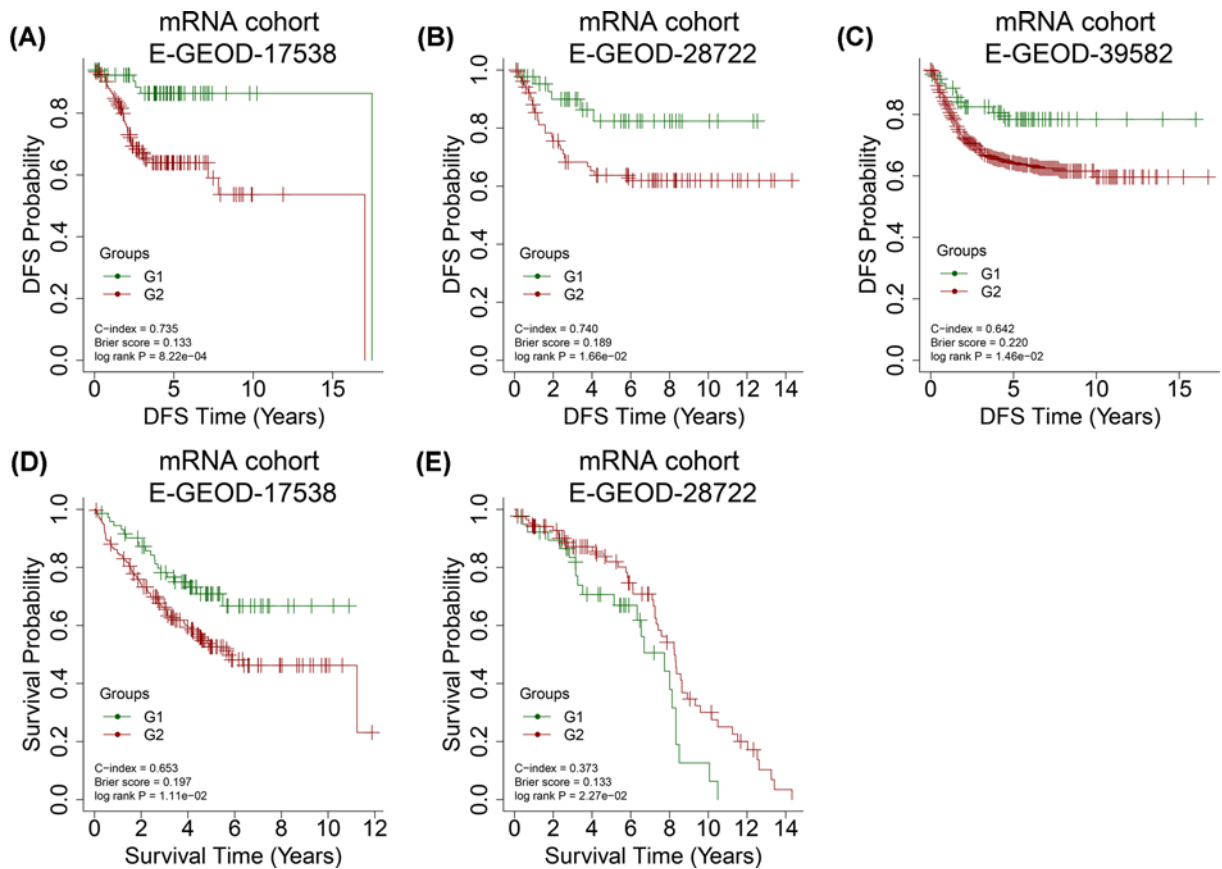 (A)
mRNA cohort
E-GEOD-17538
DFS Probability
0.0 0.2 0.4 0.6 0.8
Groups
G1
G2
C-index = 0.735
Brier score = 0.133
log rank P = 8.22e-04
0 5 10 15
DFS Time (Years)
(B)
mRNA cohort
E-GEOD-28722
DFS Probability
0.0 0.2 0.4 0.6 0.8 1.0
Groups
G1
G2
C-index = 0.740
Brier score = 0.189
log rank P = 1.66e-02
0 2 4 6 8 10 12 14
DFS Time (Years)
(C)
mRNA cohort
E-GEOD-39582
DFS Probability
0.0 0.2 0.4 0.6 0.8
Groups
G1
G2
C-index = 0.642
Brier score = 0.220
log rank P = 1.46e-02
0 5 10 15
DFS Time (Years)
(D)
mRNA cohort
E-GEOD-17538
Survival Probability
0.0 0.2 0.4 0.6 0.8 1.0
Groups
G1
G2
C-index = 0.653
Brier score = 0.197
log rank P = 1.11e-02
0 2 4 6 8 10 12
Survival Time (Years)
(E)
mRNA cohort
E-GEOD-28722
Survival Probability
0.0 0.2 0.4 0.6 0.8 1.0
Groups
G1
G2
C-index = 0.373
Brier score = 0.133
log rank P = 2.27e-02
0 2 4 6 8 10 12 14
Survival Time (Years)